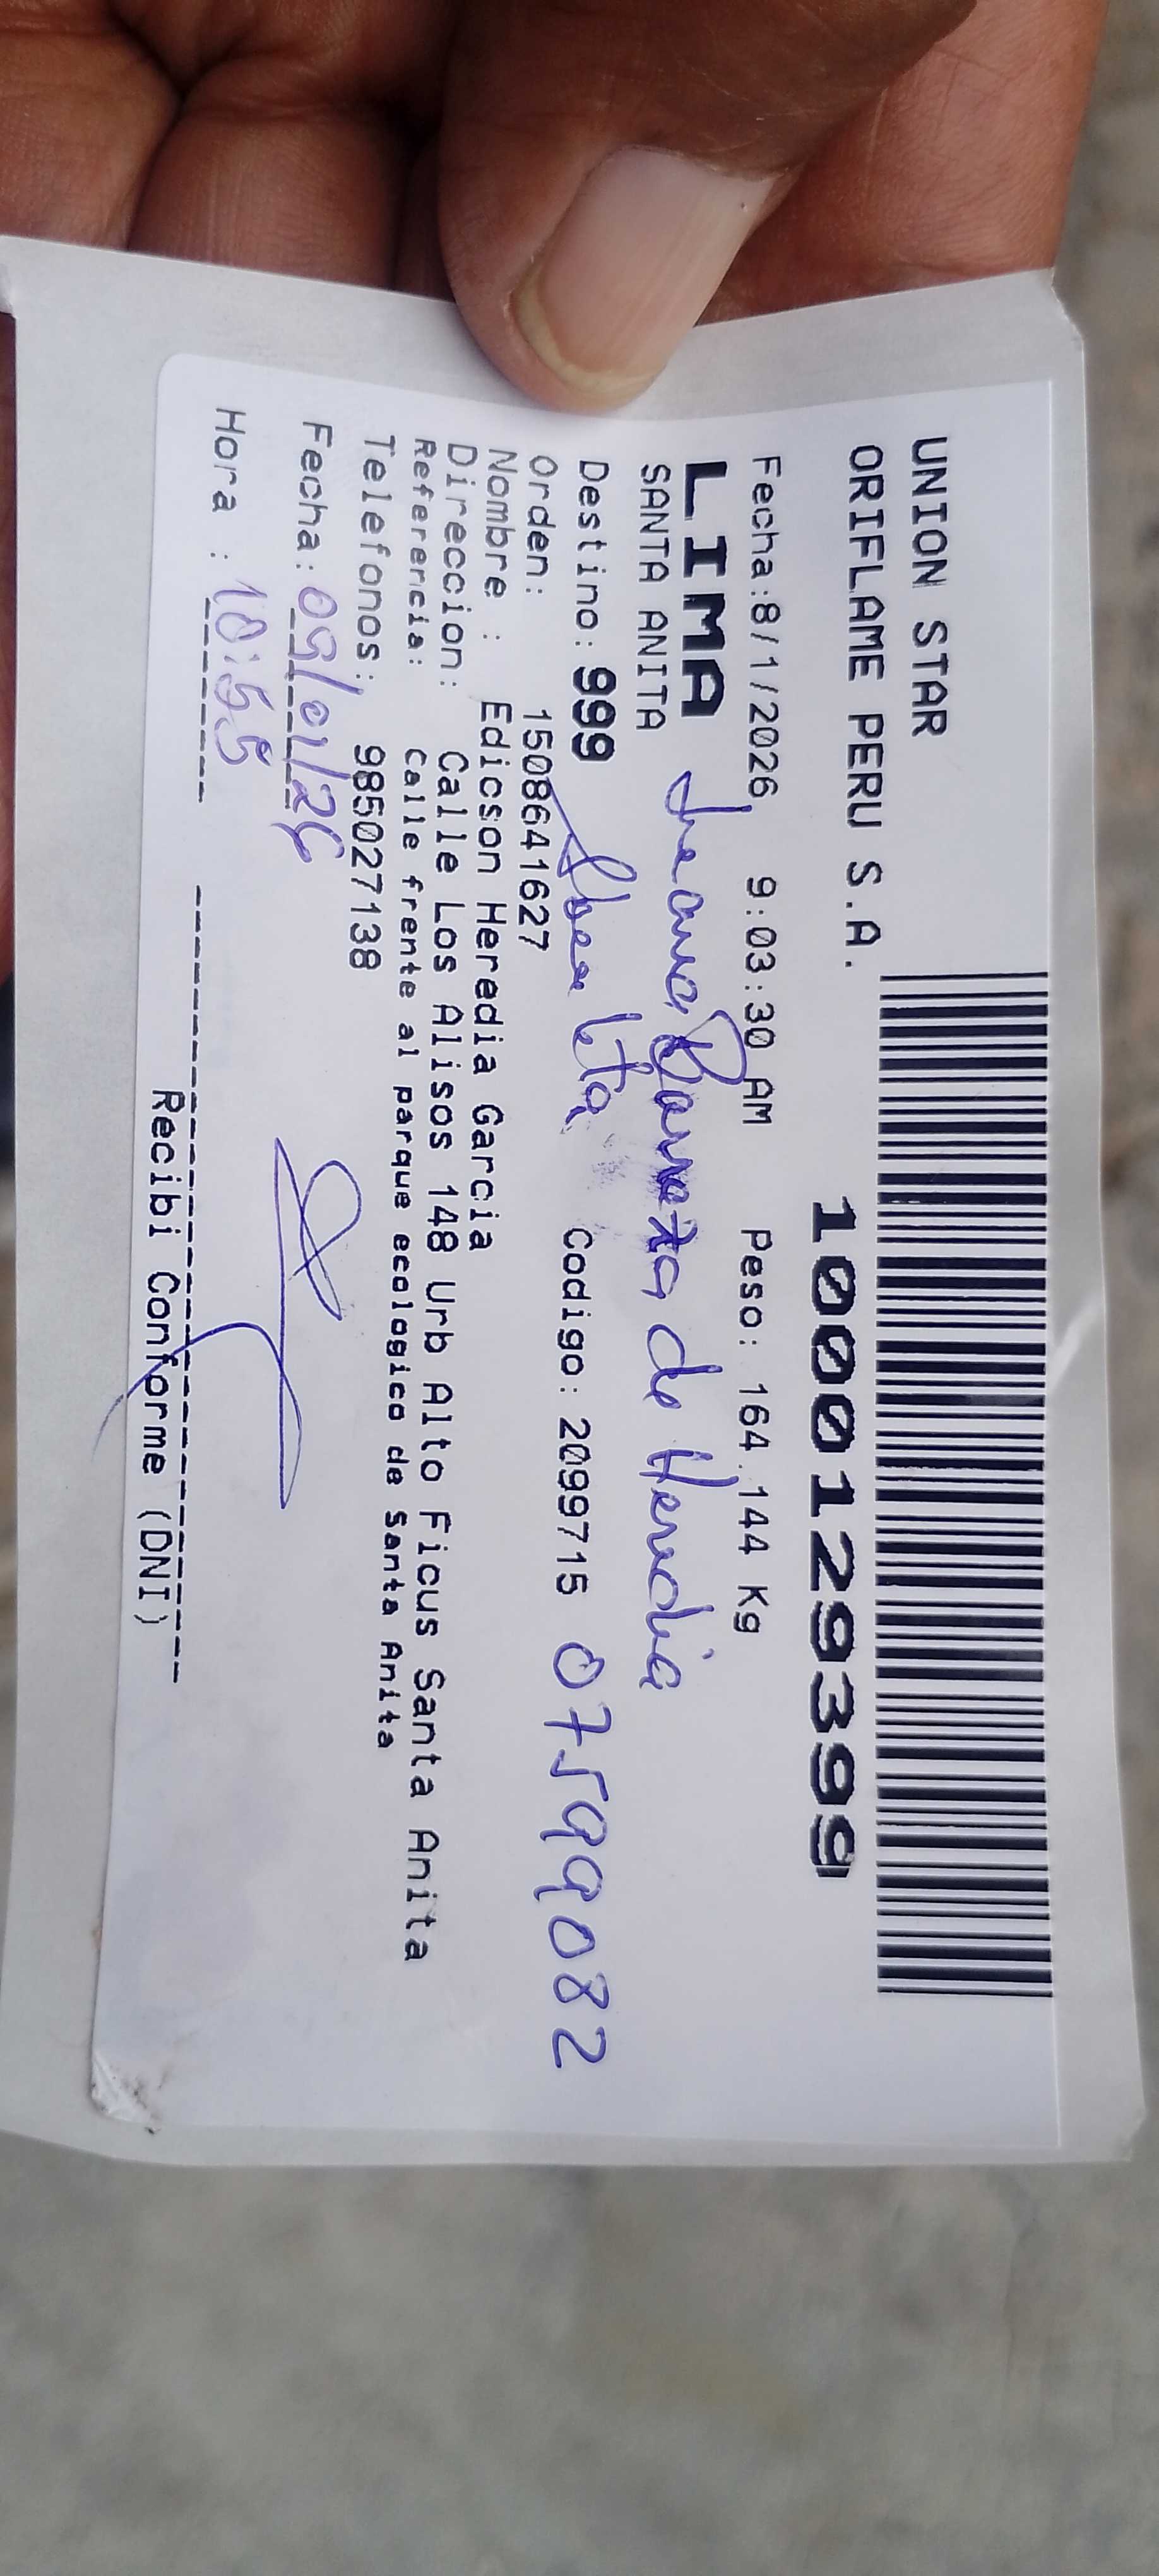 UNION STAR
ORIFLAME PERU S.A.
10001293999
Fecha:8/1/2026 9:03:30 AM Peso: 164.144 Kg
LIMA
SANTA ANITA
de Heredia
Destino: 999 Codigo: 2099715 07599082
Orden: 1508641627
Nombre : Edicson Heredia Garcia
Direccion: Calle Los Alisos 148 Urb Alto Ficus Santa Anita
Referencia: Calle frente al parque ecologico de Santa Anita
Telefonos: 985027138
Fecha: 09/01/26
Hora : 10:55
Recibi Conforme (DNI)